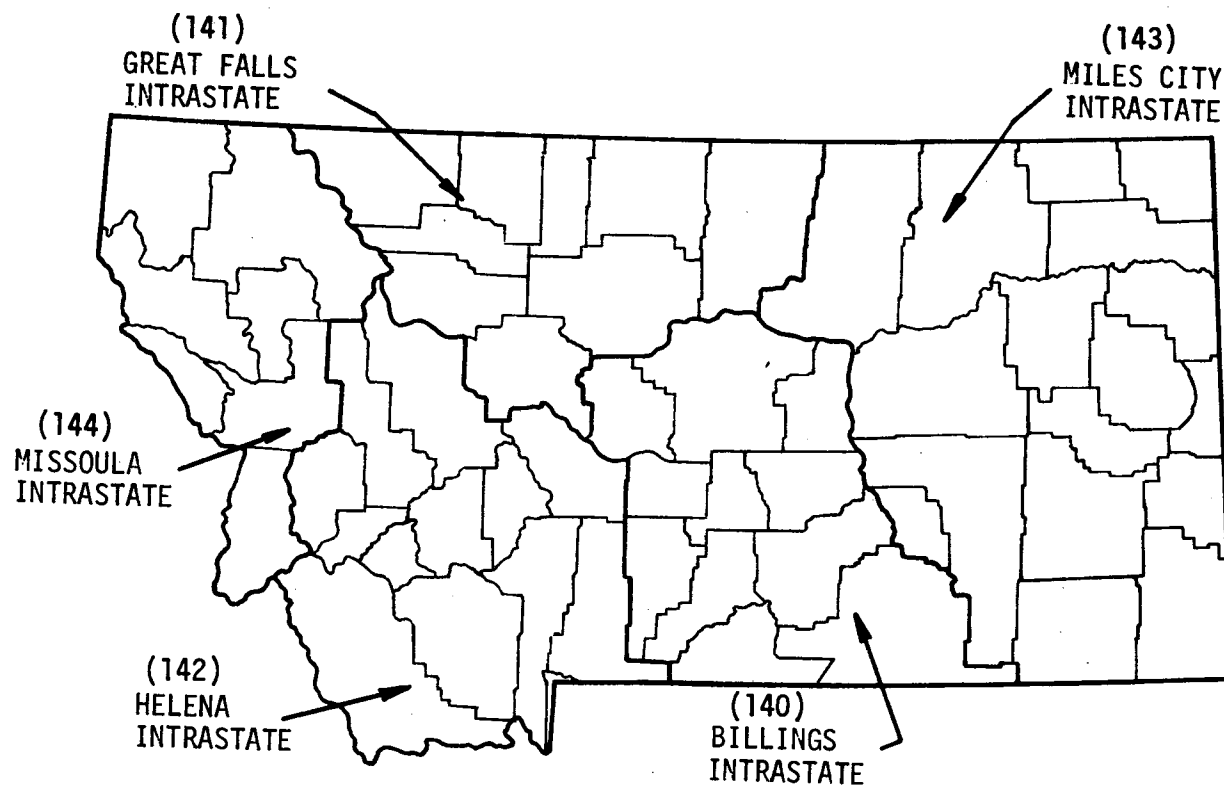 (141)
GREAT FALLS
INTRASTATE
(143)
MILES CITY
INTRASTATE
(144)
MISSOULA
INTRASTATE
(142)
HELENA
INTRASTATE
(140)
BILLINGS
INTRASTATE